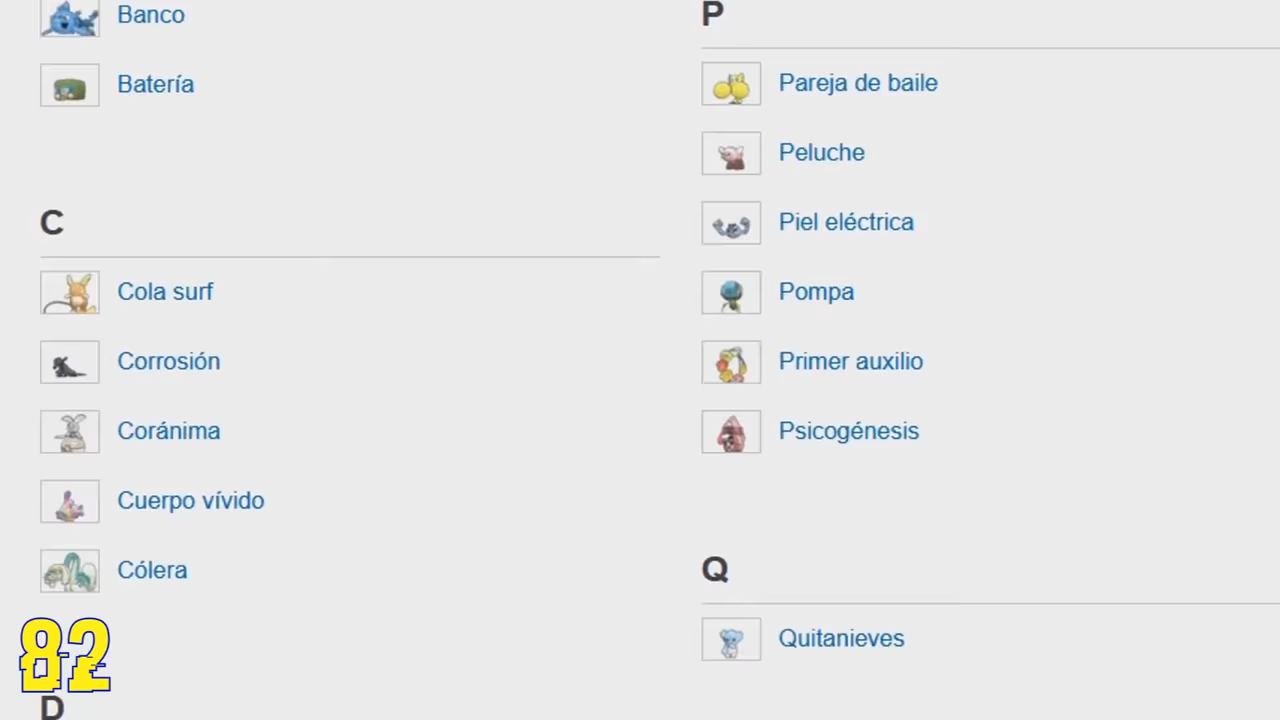 Banco
Batería
C
Cola surf
Corrosión
Coránima
Cuerpo vívido
Cólera
82
D
P
Pareja de baile
Peluche
Piel eléctrica
Pompa
Primer auxilio
Psicogénesis
Q
Quitanieves